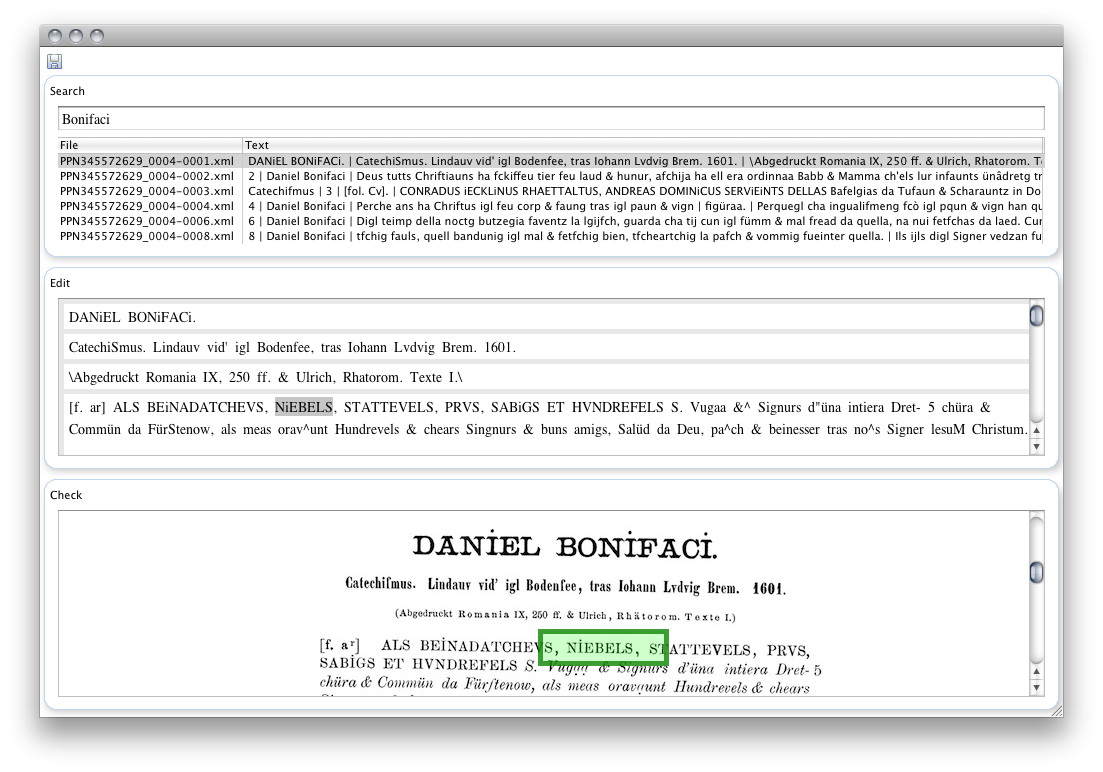 Search
Bonifaci
File Text
PPN345572629_0004-0001.xml DANiEL BONiFACi. | CatechiSmus. Lindauv vid' igl Bodenfee, tras Iohann Lvdvig Brem. 1601. | \Abgedruckt Romania IX, 250 ff. & Ulrich, Rhatorom. T
PPN345572629_0004-0002.xml 2 | Daniel Bonifaci | Deus tutts Chriftiauns ha fckiffeu tier feu laud & hunur, afchija ha ell era ordinnaa Babb & Mamma ch'els lur infaunts ünâdretg tr
PPN345572629_0004-0003.xml Catechifmus | 3 | [fol. Cv]. | CONRADUS iECKLiNUS RHAETTALTUS, ANDREAS DOMINiCUS SERViEiNTS DELLAS Bafelgias da Tufaun & Scharauntz in Do
PPN345572629_0004-0004.xml 4 | Daniel Bonifaci | Perche ans ha Chriftus igl feu corp & faung tras igl paun & vign | figüraa. | Perquegl cha ingualifmeng fcò igl pqun & vign han qu
PPN345572629_0004-0006.xml 6 | Daniel Bonifaci | Digl teimp della noctg butzegia faventz la lgijfch, guarda cha tij cun igl fümm & mal fread da quella, na nui fetfchas da laed. Cur
PPN345572629_0004-0008.xml 8 | Daniel Bonifaci | tfchig fauls, quell bandunig igl mal & fetfchig bien, tfcheartchig la pafch & vommig fueinter quella. | Ils ijls digl Signer vedzan fu
Edit
DANiEL BONiFACi.
CatechiSmus. Lindauv vid' igl Bodenfee, tras Iohann Lvdvig Brem. 1601.
\Abgedruckt Romania IX, 250 ff. & Ulrich, Rhatorom. Texte I.\
[f. ar] ALS BEiNADATCHEVS, NiEBELS, STATTEVELS, PRVS, SABiGS ET HVNDREFELS S. Vugaa &^ Signurs d"üna intiera Dret- 5 chüra &
Commün da FürStenow, als meas orav^unt Hundrevels & chears Singnurs & buns amigs, Salüd da Deu, pa^ch & beinesser tras no^s Signer lesuM Christum.
Check
DANİEL BONİFACİ.
Catechiſmus. Lindauv vid' igl Bodenſee, tras Iohann Lvdvig Brem. 1601.
(Abgedruckt Romania IX, 250 ff. & Ulrich, Rhätorom. Texte I.)
[f. aʳ] ALS BEİNADATCHEVS, NİEBELS, STATTEVELS, PRVS,
SABİGS ET HVNDREFELS S. Vugaa & Signurs d'üna intiera Dret- 5
chüra & Commün da Fürſtenow, als meas oravaunt Hundrevels & chears